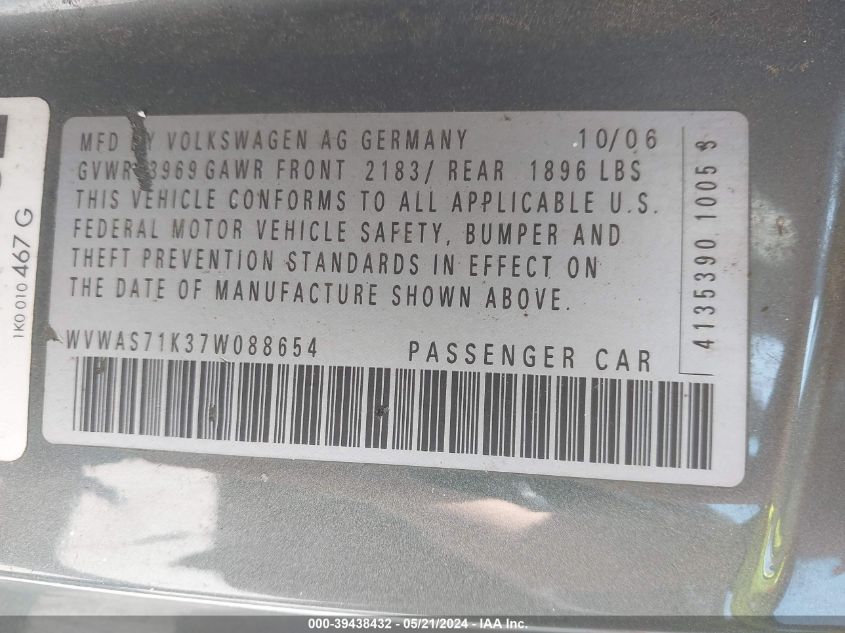 MFD BY VOLKSWAGEN AG GERMANY 10/06
GVWR 3969 GAWR FRONT 2183/ REAR 1896 LBS
THIS VEHICLE CONFORMS TO ALL APPLICABLE U.S.
FEDERAL MOTOR VEHICLE SAFETY, BUMPER AND
THEFT PREVENTION STANDARDS IN EFFECT ON
THE DATE OF MANUFACTURE SHOWN ABOVE.
WVWAS71K37W088654 PASSENGER CAR
4135390 1005
1K0 010 467 G
000-39438432 - 05/21/2024 - IAA Inc.